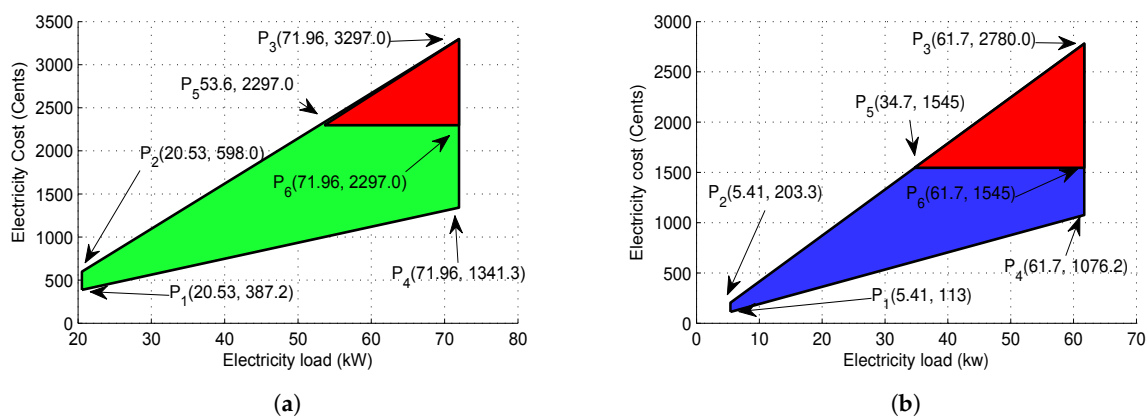 3500
3000
2500
2000
1500
1000
500
0
Electricity Cost (Cents)
P3(71.96, 3297.0)
P553.6, 2297.0
P2(20.53, 598.0)
P6(71.96, 2297.0)
P4(71.96, 1341.3)
P1(20.53, 387.2)
20 30 40 50 60 70 80
Electricity load (kW)
(a)
3000
2500
2000
1500
1000
500
0
Electricity cost (Cents)
P3(61.7, 2780.0)
P5(34.7, 1545)
P2(5.41, 203.3)
P6(61.7, 1545)
P4(61.7, 1076.2)
P1(5.41, 113)
0 10 20 30 40 50 60 70
Electricity load (kw)
(b)